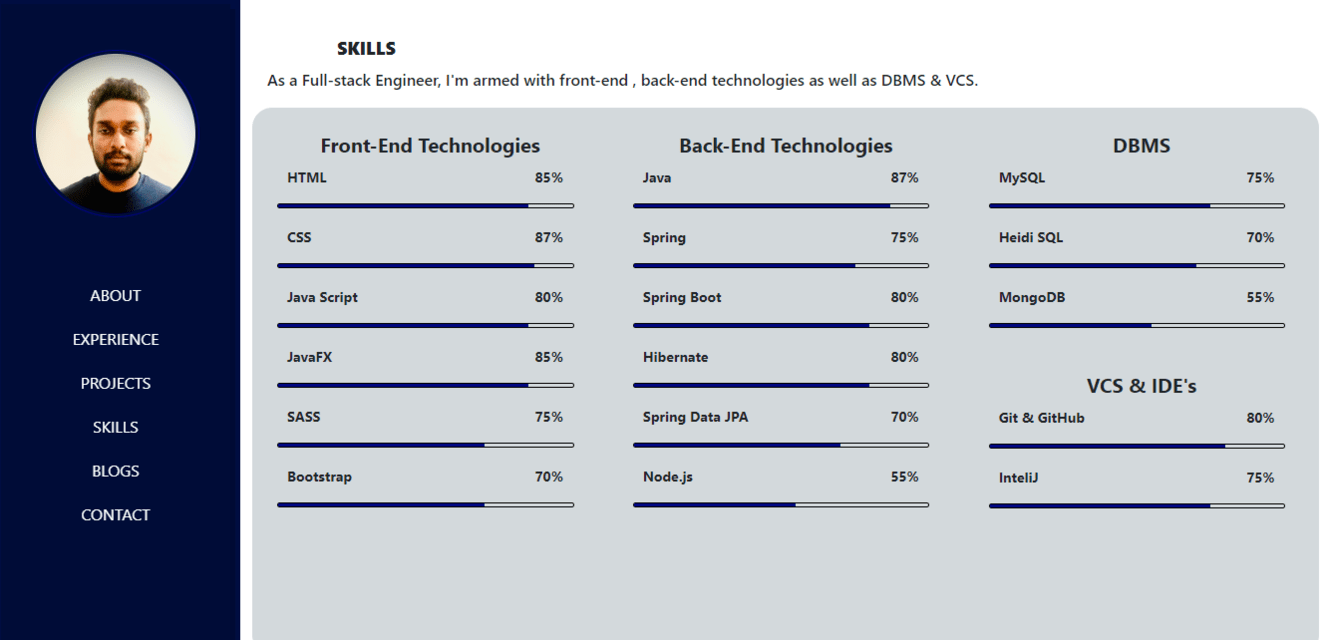 ABOUT
EXPERIENCE
PROJECTS
SKILLS
BLOGS
CONTACT
SKILLS
As a Full-stack Engineer, I'm armed with front-end , back-end technologies as well as DBMS & VCS.
Front-End Technologies
HTML 85%
CSS 87%
Java Script 80%
JavaFX 85%
SASS 75%
Bootstrap 70%
Back-End Technologies
Java 87%
Spring 75%
Spring Boot 80%
Hibernate 80%
Spring Data JPA 70%
Node.js 55%
DBMS
MySQL 75%
Heidi SQL 70%
MongoDB 55%
VCS & IDE's
Git & GitHub 80%
InteliJ 75%